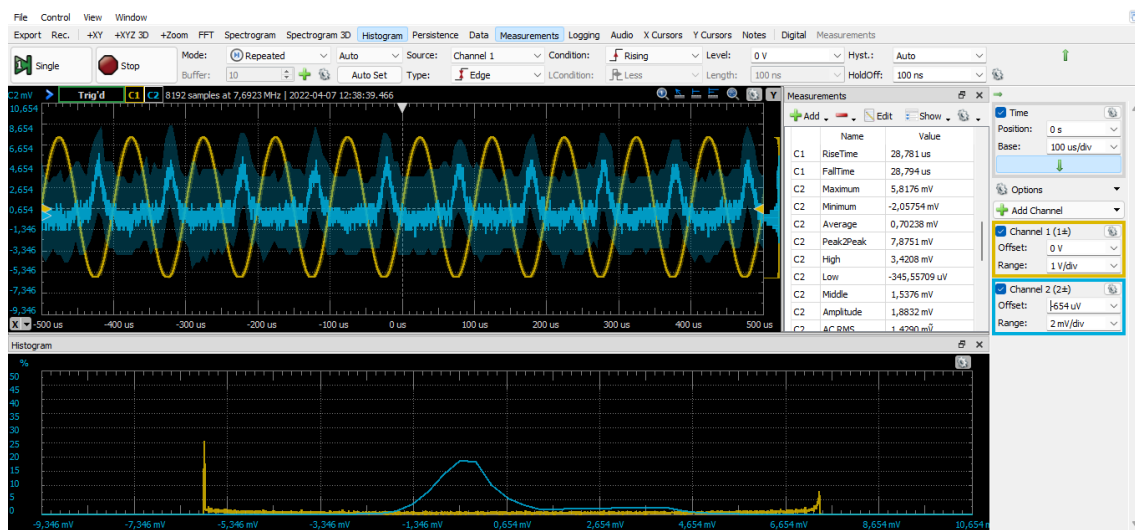 File Control View Window
Export Rec. +XY +XYZ 3D +Zoom FFT Spectrogram Spectrogram 3D Histogram Persistence Data Measurements Logging Audio X Cursors Y Cursors Notes Digital Measurements
Single Stop Mode: Repeated Auto Source: Channel 1 Condition: Rising Level: 0 V Hyst.: Auto
Buffer: 10 Auto Set Type: Edge LCondition: Less Length: 100 ns HoldOff: 100 ns
C2 mV Trig'd C1 C2 8192 samples at 7,6923 MHz | 2022-04-07 12:38:39.466 Y
10,654
8,654
6,654
4,654
2,654
0,654
-1,346
-3,346
-5,346
-7,346
-9,346
X -500 us -400 us -300 us -200 us -100 us 0 us 100 us 200 us 300 us 400 us 500 us
Measurements
Add Edit Show
Name Value
C1 RiseTime 28,781 us
C1 FallTime 28,794 us
C2 Maximum 5,8176 mV
C2 Minimum -2,05754 mV
C2 Average 0,70238 mV
C2 Peak2Peak 7,8751 mV
C2 High 3,4208 mV
C2 Low -345,55709 uV
C2 Middle 1,5376 mV
C2 Amplitude 1,8832 mV
C2 AC RMS 1,4290 mV
Time
Position: 0 s
Base: 100 us/div
Options
Add Channel
Channel 1 (1±)
Offset: 0 V
Range: 1 V/div
Channel 2 (2±)
Offset: -654 uV
Range: 2 mV/div
Histogram
%
50
45
40
35
30
25
20
15
10
5
0
-9,346 mV -7,346 mV -5,346 mV -3,346 mV -1,346 mV 0,654 mV 2,654 mV 4,654 mV 6,654 mV 8,654 mV 10,654